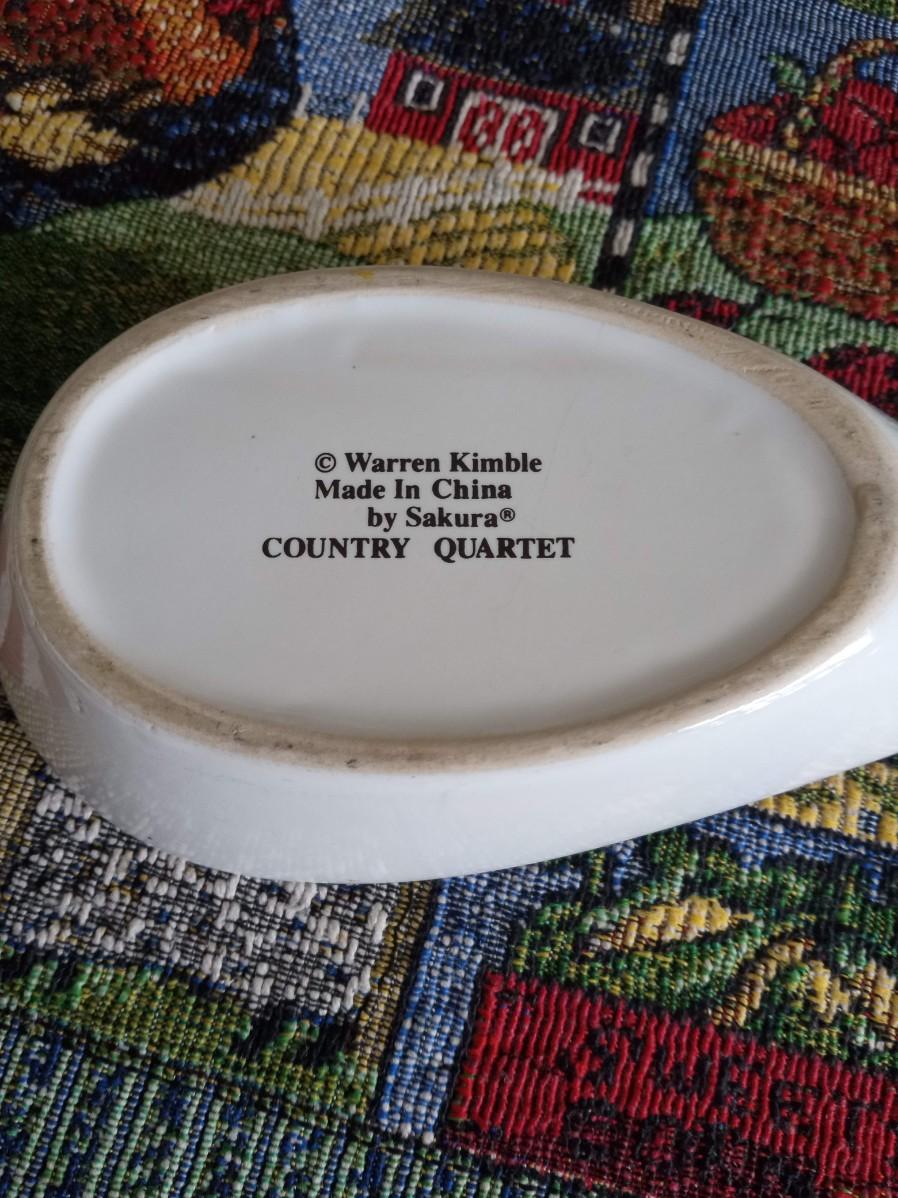 © Warren Kimble
Made In China
by Sakura®
COUNTRY QUARTET